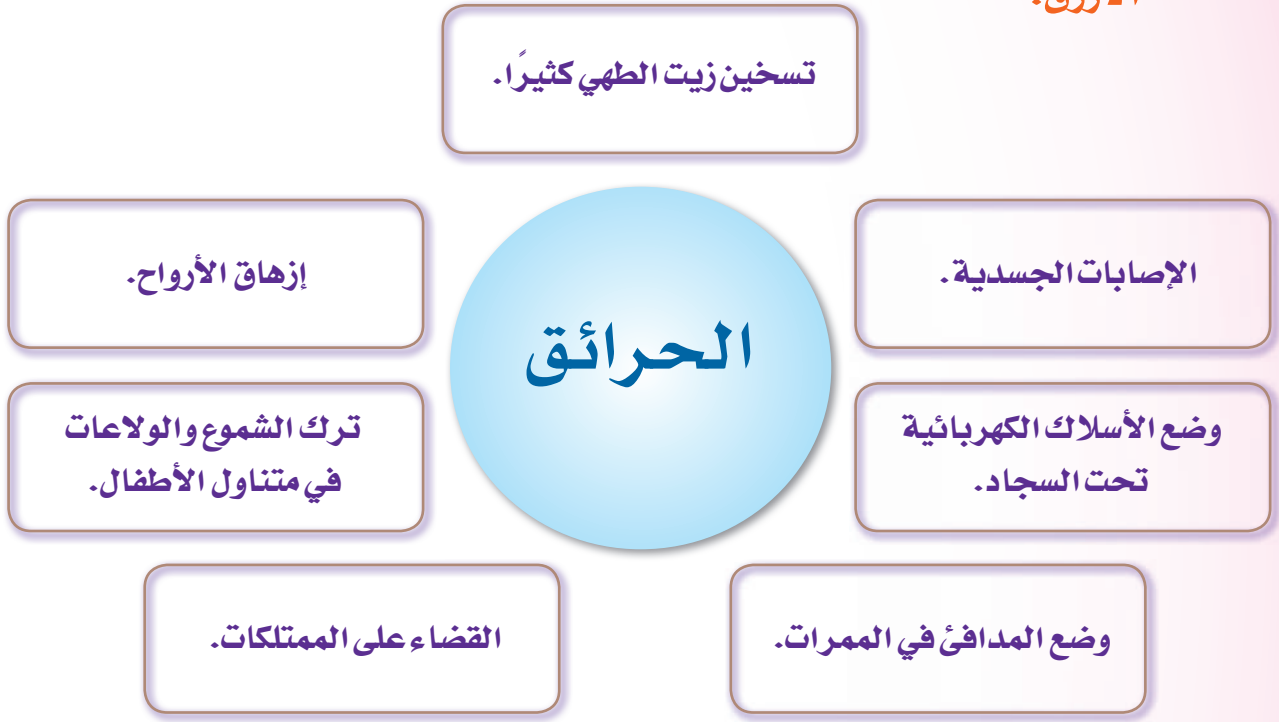 الأزرق.
تسخين زيت الطهي كثيرًا.
الإصابات الجسدية.
إزهاق الأرواح.
الحرائق
وضع الأسلاك الكهربائية
تحت السجاد.
ترك الشموع والولاعات
في متناول الأطفال.
وضع المدافئ في الممرات.
القضاء على الممتلكات.